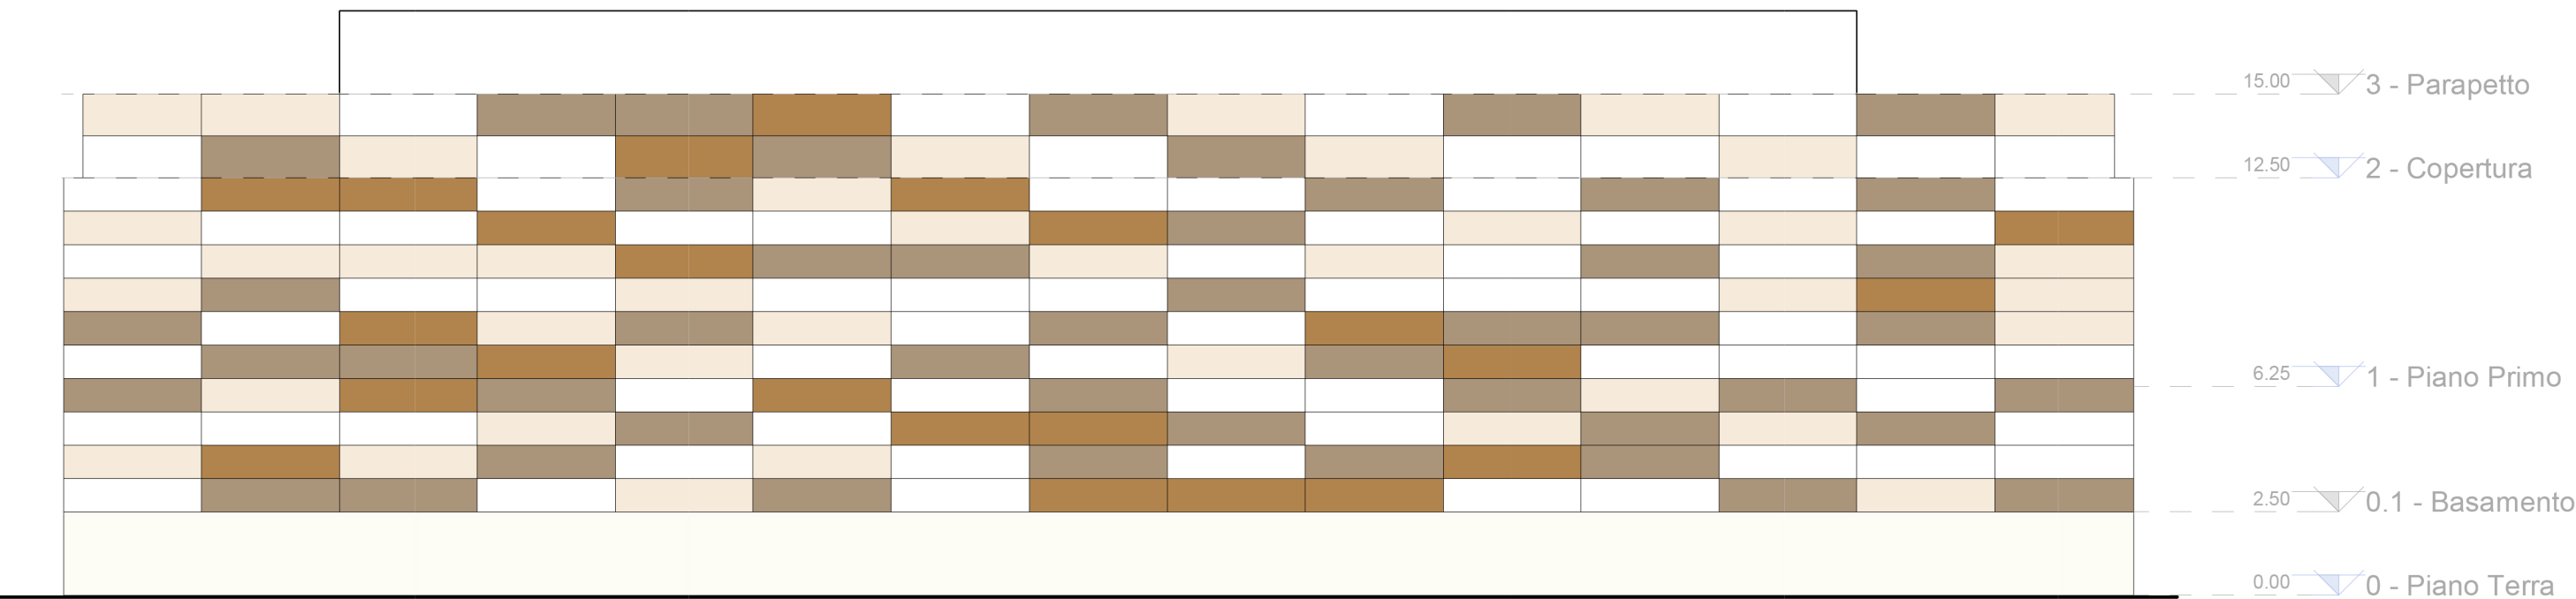 15.00 3 - Parapetto
12.50 2 - Copertura
6.25 1 - Piano Primo
2.50 0.1 - Basamento
0.00 0 - Piano Terra